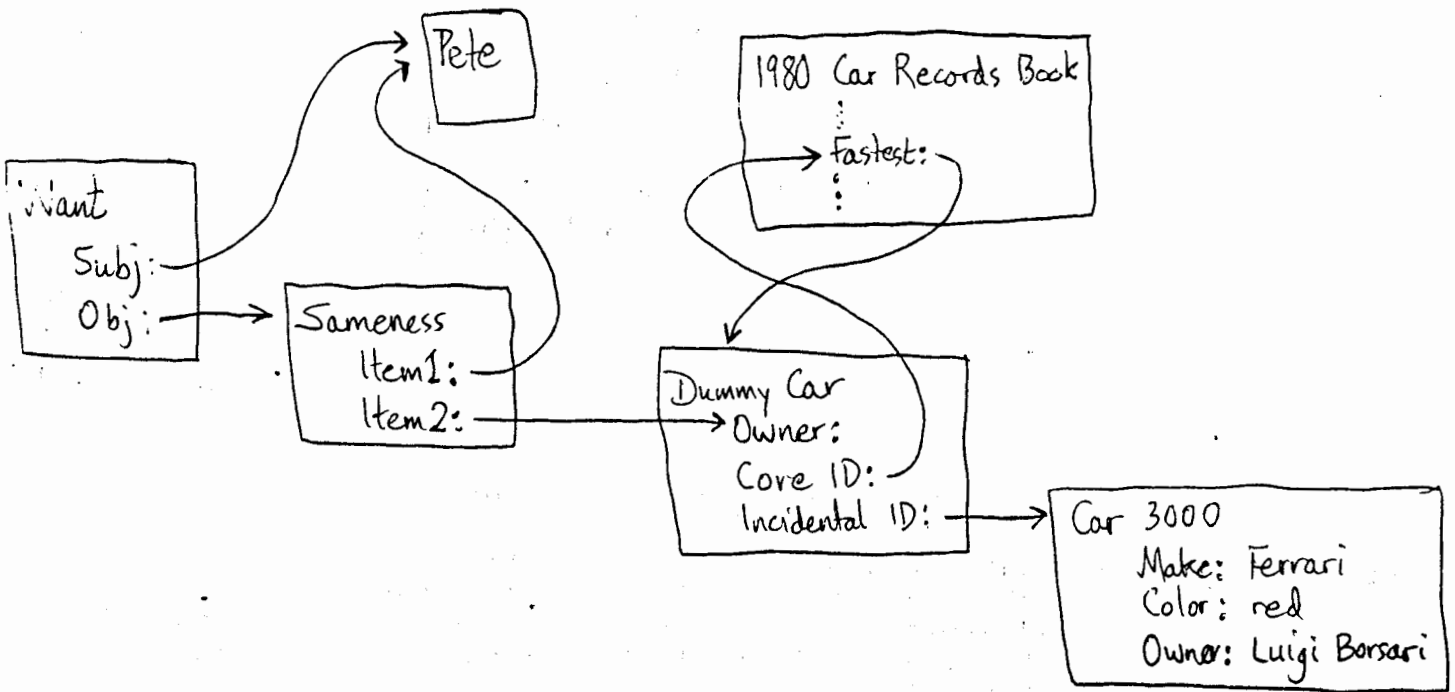 Pete
1980 Car Records Book
Fastest:
Want
Subj:
Obj:
Sameness
Item1:
Item2:
Dummy Car
Owner:
Core ID:
Incidental ID:
Car 3000
Make: Ferrari
Color: red
Owner: Luigi Borsari